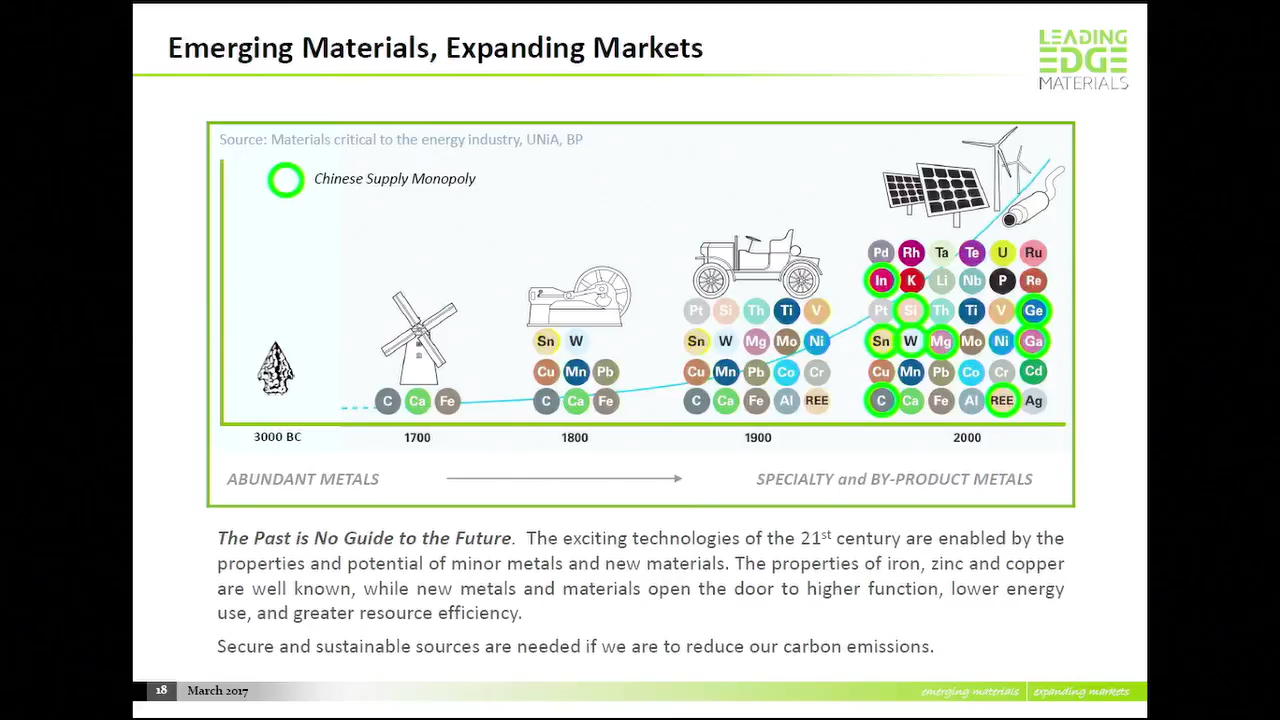 Emerging Materials, Expanding Markets
LEADING
EDGE
MATERIALS
Source: Materials critical to the energy industry, UNiA, BP
Chinese Supply Monopoly
Pd Rh Ta Te U Ru
In K Li Nb P Re
Pt Si Th Ti V Pt Si Th Ti V Ge
Sn W Sn W Mg Mo Ni Sn W Mg Mo Ni Ga
Cu Mn Pb Cu Mn Pb Co Cr Cu Mn Pb Co Cr Cd
C Ca Fe C Ca Fe C Ca Fe Al REE C Ca Fe Al REE Ag
3000 BC 1700 1800 1900 2000
ABUNDANT METALS SPECIALTY and BY-PRODUCT METALS
The Past is No Guide to the Future. The exciting technologies of the 21st century are enabled by the
properties and potential of minor metals and new materials. The properties of iron, zinc and copper
are well known, while new metals and materials open the door to higher function, lower energy
use, and greater resource efficiency.
Secure and sustainable sources are needed if we are to reduce our carbon emissions.
18 March 2017 emerging materials expanding markets